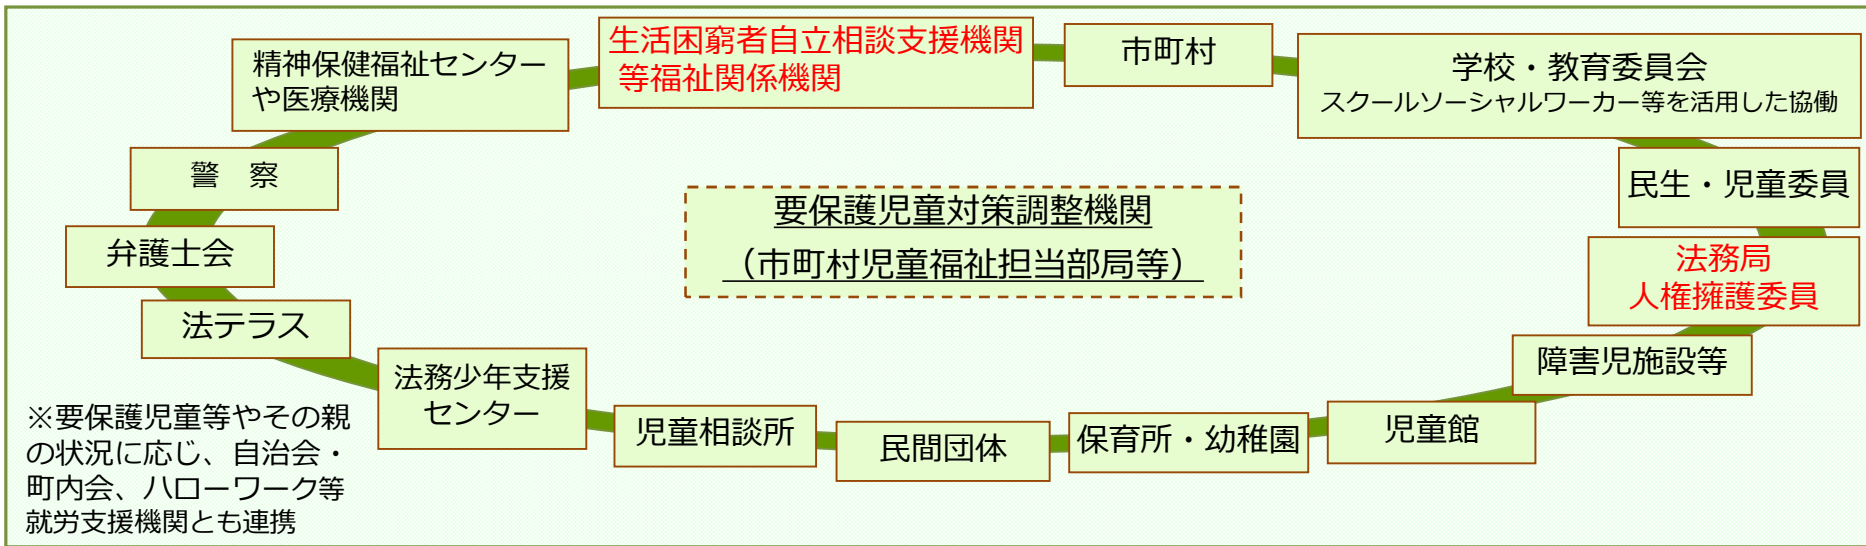 生活困窮者自立相談支援機関
等福祉関係機関
市町村
学校・教育委員会
スクールソーシャルワーカー等を活用した協働
精神保健福祉センター
や医療機関
警　察
民生・児童委員
要保護児童対策調整機関
（市町村児童福祉担当部局等）
弁護士会
法務局
人権擁護委員
法テラス
障害児施設等
法務少年支援
センター
児童相談所
民間団体
保育所・幼稚園
児童館
※要保護児童等やその親
の状況に応じ、自治会・
町内会、ハローワーク等
就労支援機関とも連携